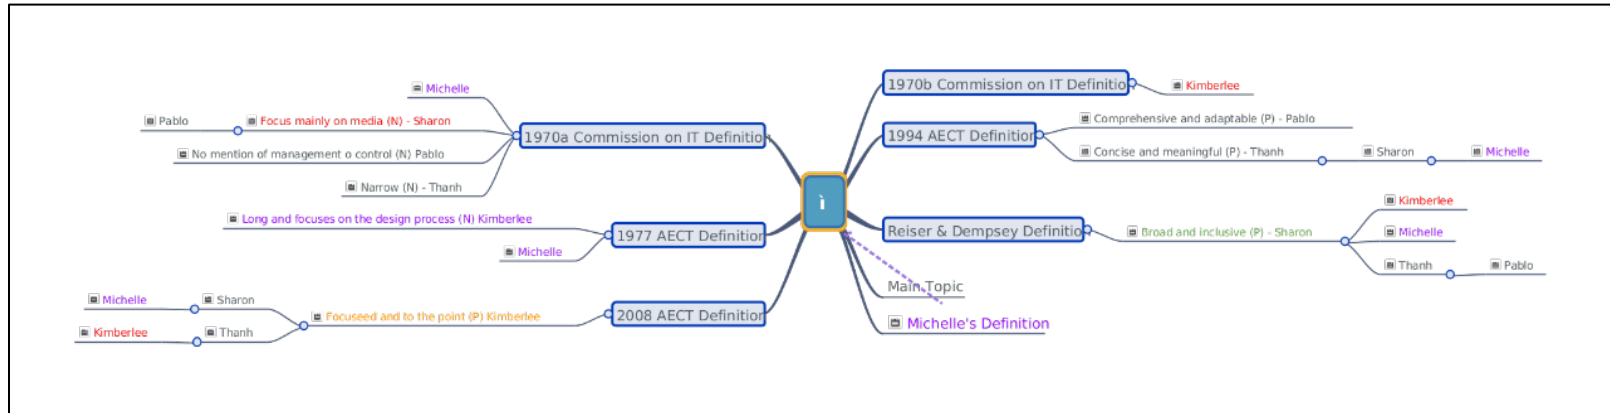 Michelle
Pablo
Focus mainly on media (N) - Sharon
No mention of management o control (N) Pablo
Narrow (N) - Thanh
1970a Commission on IT Definitio
Long and focuses on the design process (N) Kimberlee
Michelle
1977 AECT Definition
Michelle
Sharon
Kimberlee
Thanh
Focuseed and to the point (P) Kimberlee
2008 AECT Definition
ì
1970b Commission on IT Definitio
Kimberlee
1994 AECT Definition
Comprehensive and adaptable (P) - Pablo
Concise and meaningful (P) - Thanh
Sharon
Michelle
Reiser & Dempsey Definitio
Broad and inclusive (P) - Sharon
Kimberlee
Michelle
Thanh
Pablo
Main Topic
Michelle's Definition